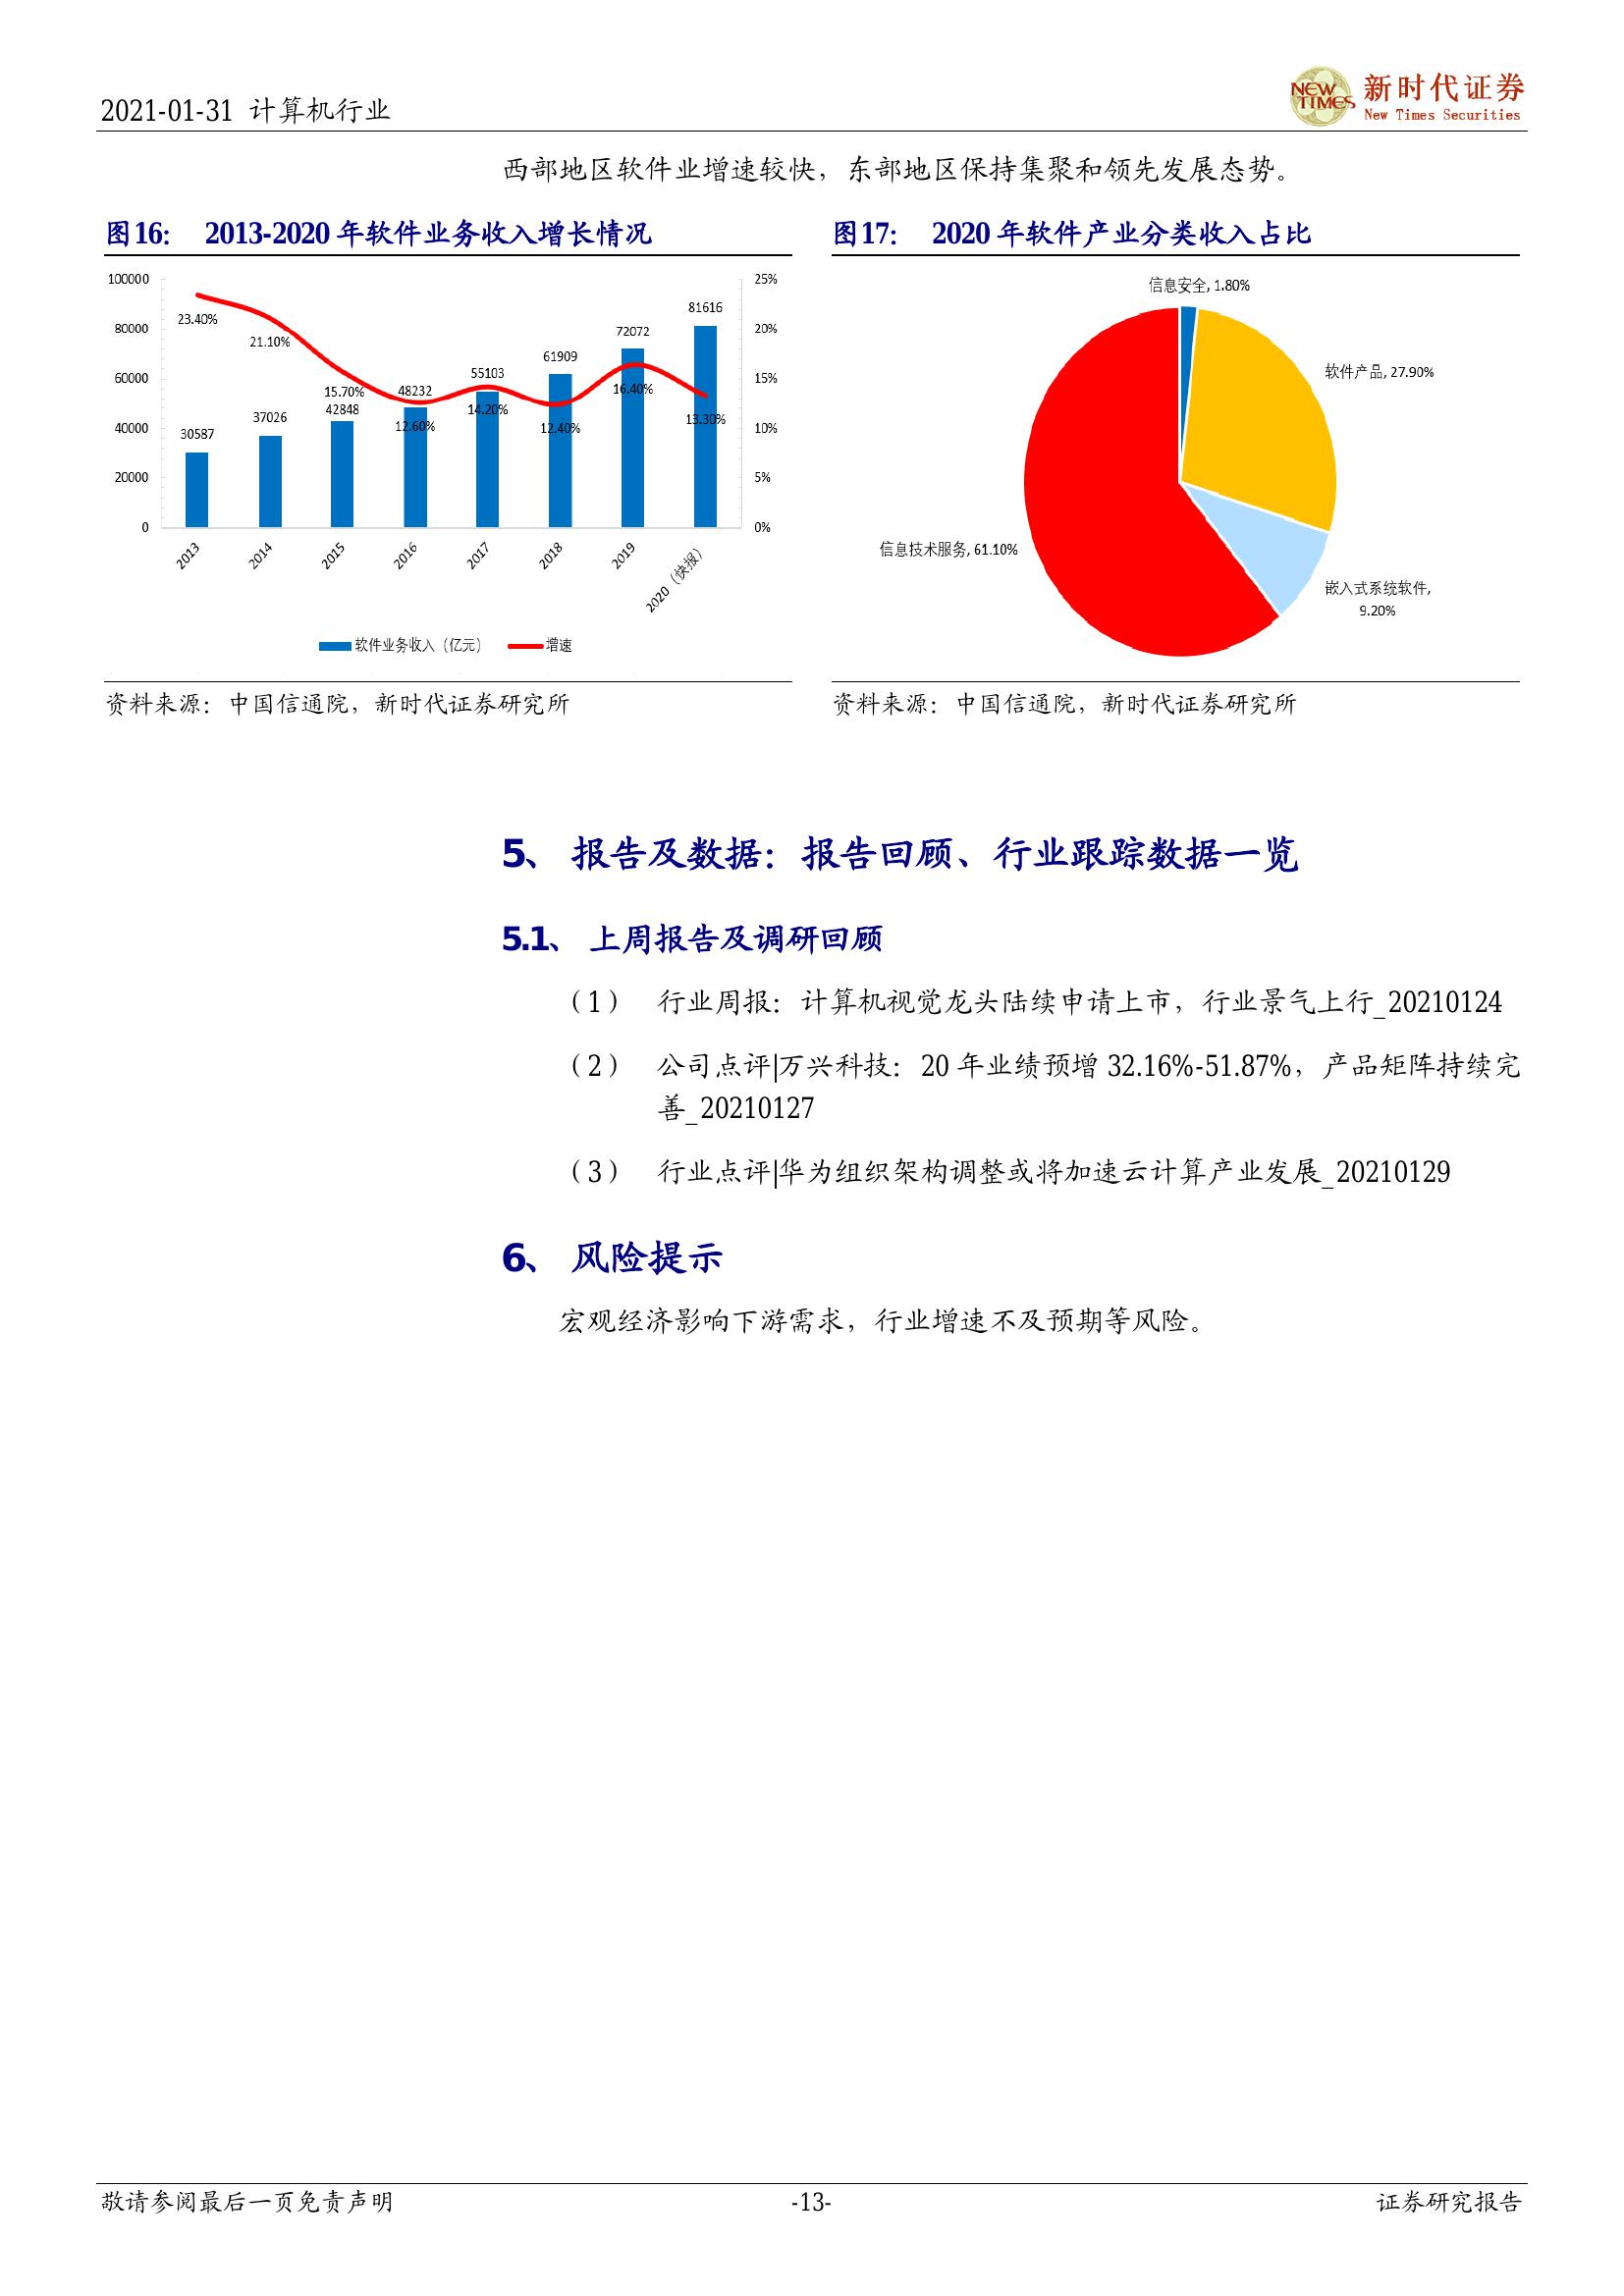 2021-01-31 计算机行业
NEW TIMES
新时代证券
New Times Securities
西部地区软件业增速较快，东部地区保持集聚和领先发展态势。
图16： 2013-2020 年软件业务收入增长情况
100000
80000
60000
40000
20000
0
25%
20%
15%
10%
5%
0%
23.40%
21.10%
15.70%
12.60%
14.20%
12.40%
16.40%
13.30%
30587
37026
42848
48232
55103
61909
72072
81616
2013
2014
2015
2016
2017
2018
2019
2020（快报）
软件业务收入（亿元） 增速
资料来源：中国信通院，新时代证券研究所
图17： 2020 年软件产业分类收入占比
信息安全, 1.80%
软件产品, 27.90%
嵌入式系统软件,
9.20%
信息技术服务, 61.10%
资料来源：中国信通院，新时代证券研究所
5、 报告及数据：报告回顾、行业跟踪数据一览
5.1、 上周报告及调研回顾
（1） 行业周报：计算机视觉龙头陆续申请上市，行业景气上行_20210124
（2） 公司点评|万兴科技：20 年业绩预增 32.16%-51.87%，产品矩阵持续完
善_20210127
（3） 行业点评|华为组织架构调整或将加速云计算产业发展_20210129
6、 风险提示
宏观经济影响下游需求，行业增速不及预期等风险。
敬请参阅最后一页免责声明 -13- 证券研究报告